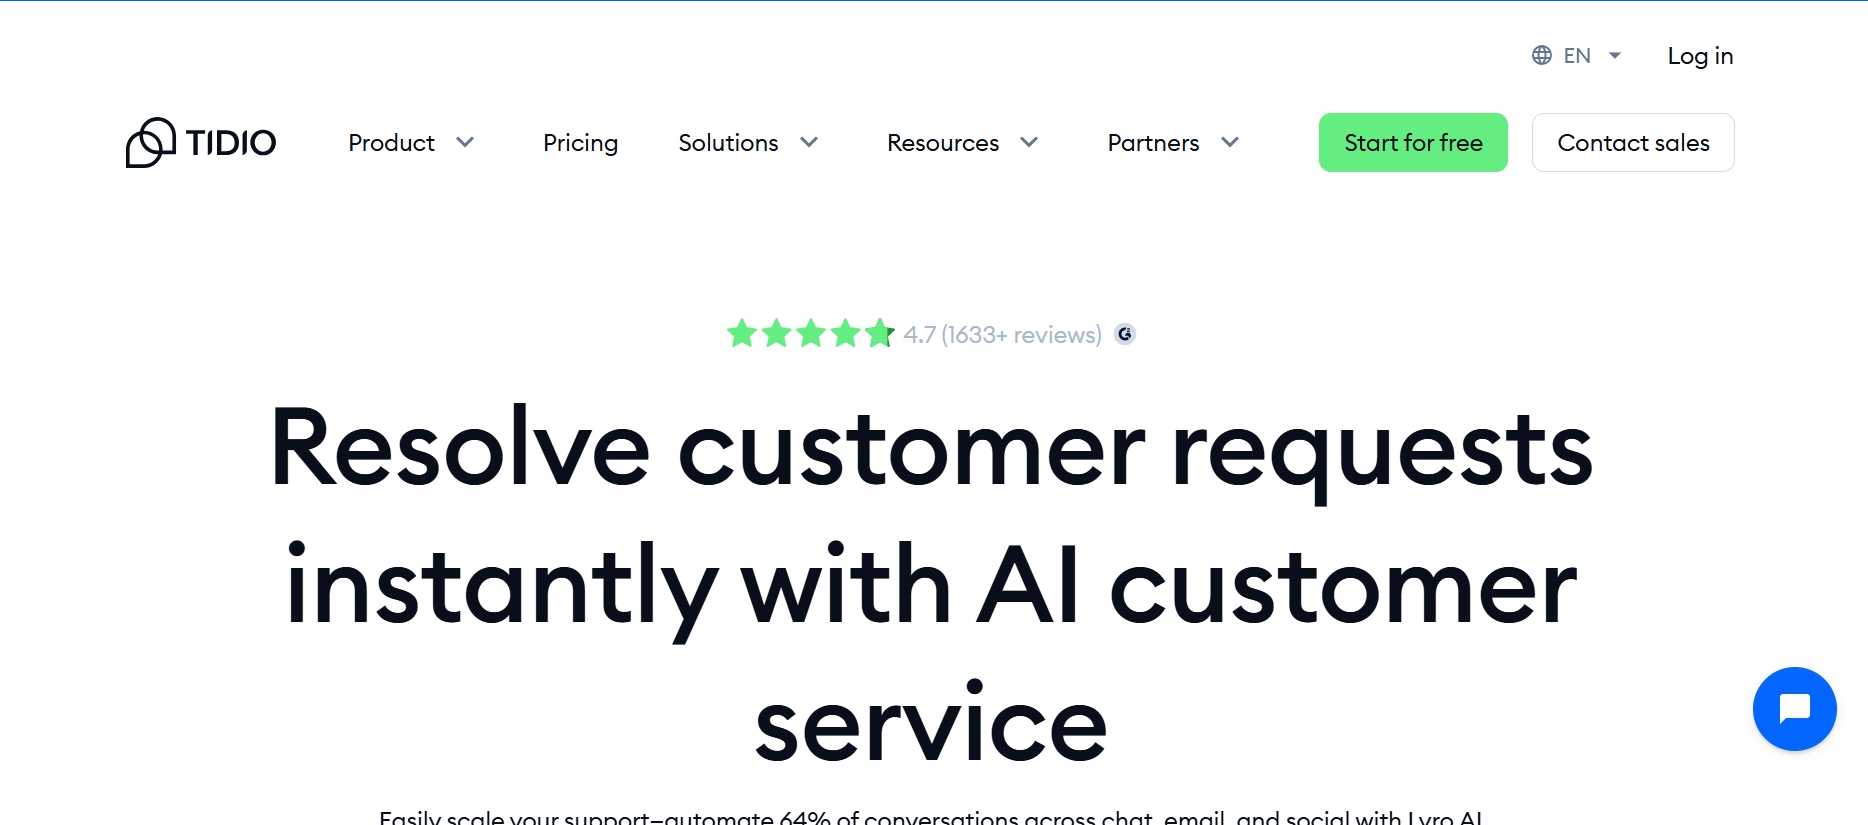 EN
Log in
TIDIO
Product
Pricing
Solutions
Resources
Partners
Start for free
Contact sales
4.7 (1633+ reviews)
Resolve customer requests
instantly with AI customer
service
Easily scale your support—automate 64% of conversations across chat, email, and social with Lyro AI